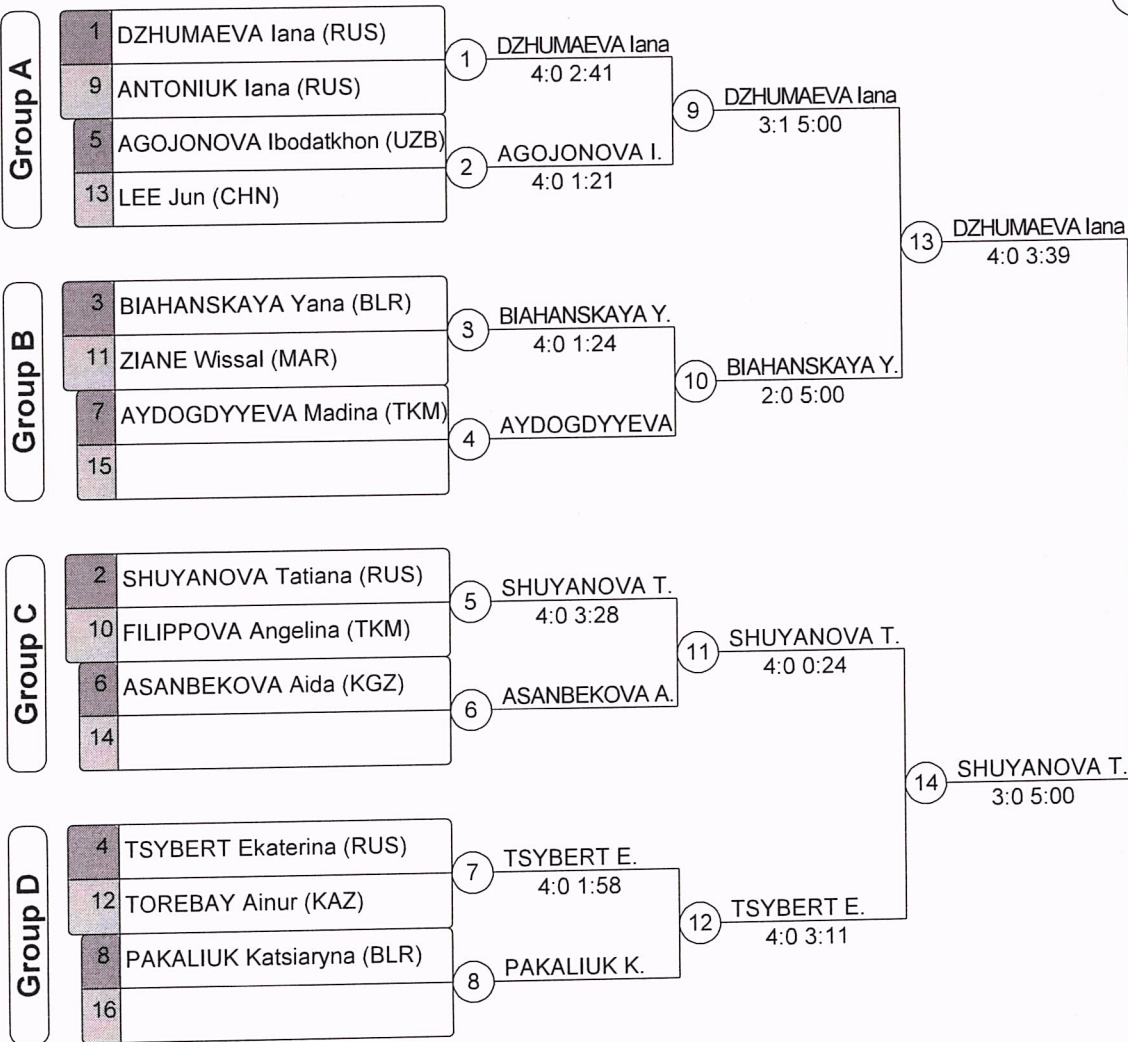 Group A
1 DZHUMAEVA Iana (RUS)
9 ANTONIUK Iana (RUS)
5 AGOJONOVA Ibodatkhon (UZB)
13 LEE Jun (CHN)
1 DZHUMAEVA Iana
4:0 2:41
2 AGOJONOVA I.
4:0 1:21
9 DZHUMAEVA Iana
3:1 5:00
Group B
3 BIAHANSKAYA Yana (BLR)
11 ZIANE Wissal (MAR)
7 AYDOGDYYEVA Madina (TKM)
15
3 BIAHANSKAYA Y.
4:0 1:24
4 AYDOGDYYEVA
10 BIAHANSKAYA Y.
2:0 5:00
13 DZHUMAEVA Iana
4:0 3:39
Group C
2 SHUYANOVA Tatiana (RUS)
10 FILIPPOVA Angelina (TKM)
6 ASANBEKOVA Aida (KGZ)
14
5 SHUYANOVA T.
4:0 3:28
6 ASANBEKOVA A.
11 SHUYANOVA T.
4:0 0:24
Group D
4 TSYBERT Ekaterina (RUS)
12 TOREBAY Ainur (KAZ)
8 PAKALIUK Katsiaryna (BLR)
16
7 TSYBERT E.
4:0 1:58
8 PAKALIUK K.
12 TSYBERT E.
4:0 3:11
14 SHUYANOVA T.
3:0 5:00